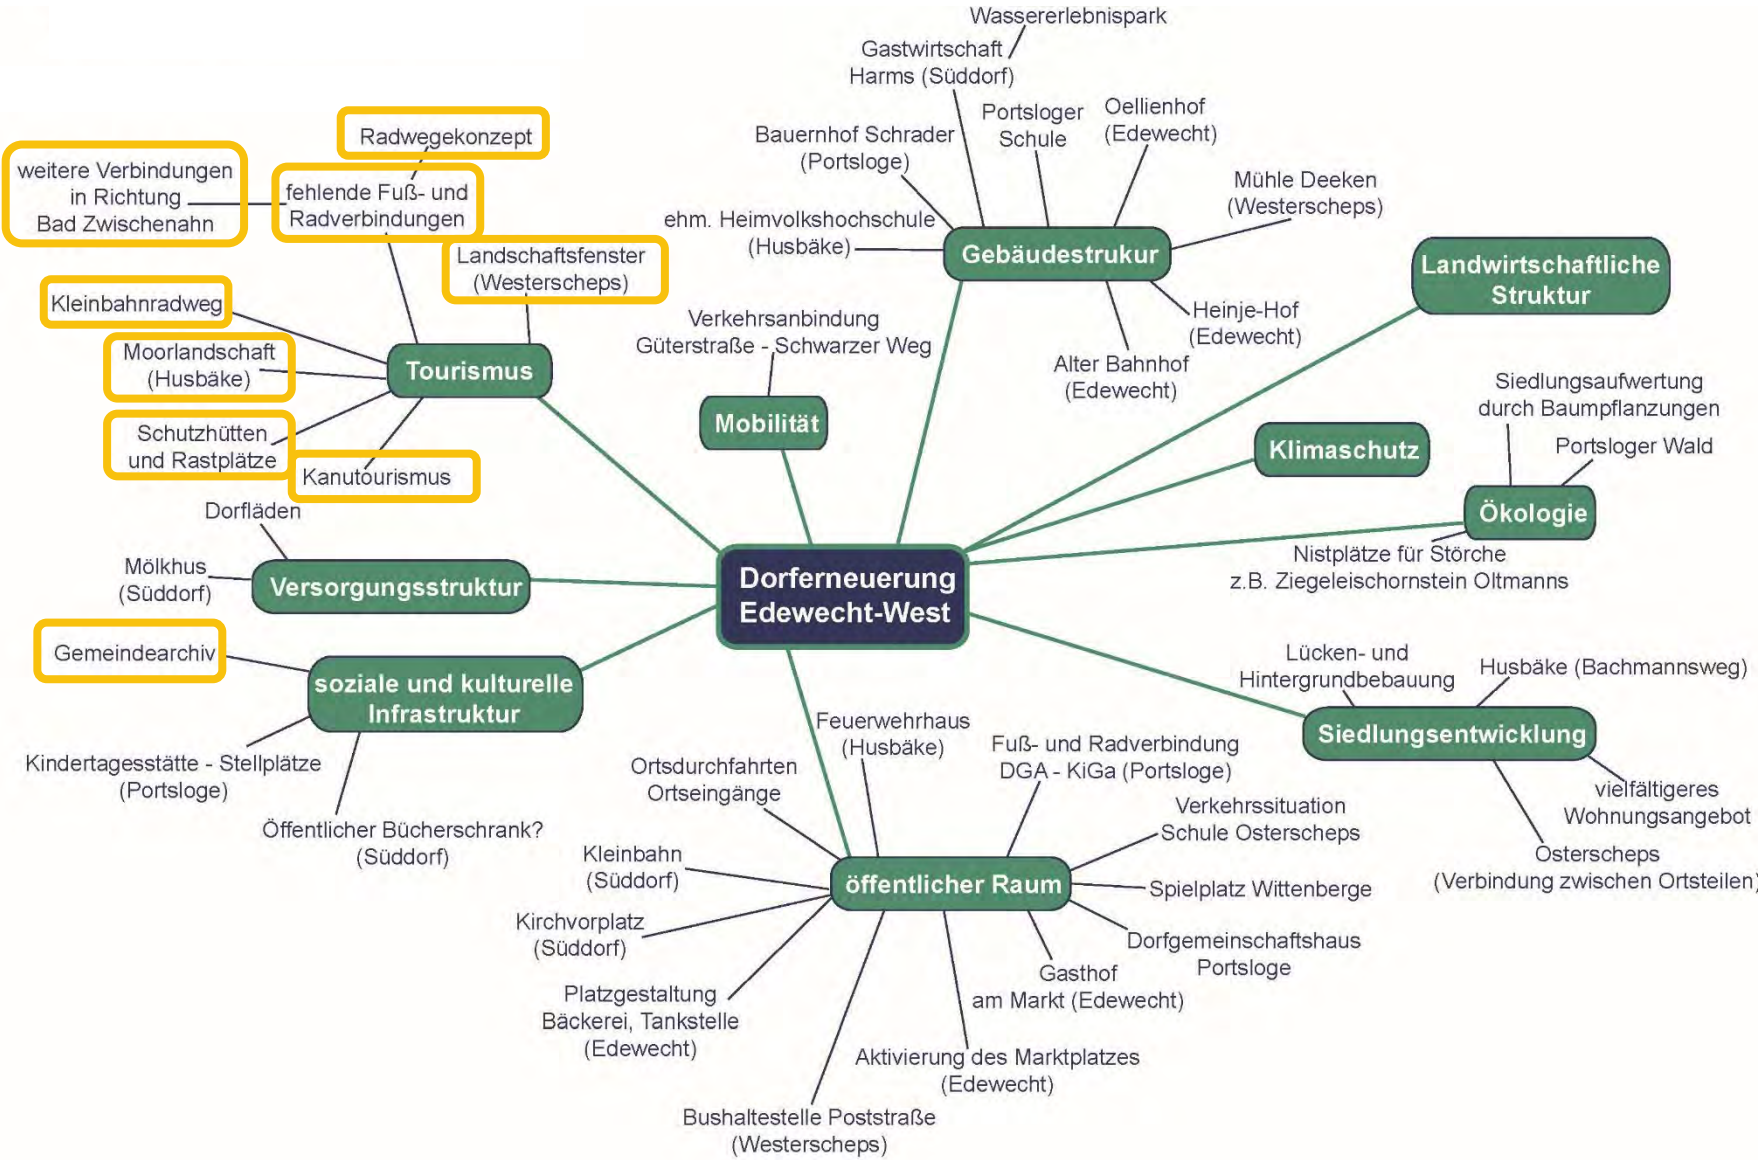 Wassererlebnispark
Gastwirtschaft
Harms (Süddorf)
Portsloger
Schule
Oellienhof
(Edewecht)
Bauernhof Schrader
(Portsloge)
Mühle Deeken
(Westerscheps)
ehm. Heimvolkshochschule
(Husbäke)
Gebäudestrukur
Heinje-Hof
(Edewecht)
Alter Bahnhof
(Edewecht)
Radwegekonzept
weitere Verbindungen
in Richtung
Bad Zwischenahn
fehlende Fuß- und
Radverbindungen
Landschaftsfenster
(Westerscheps)
Kleinbahnradweg
Moorlandschaft
(Husbäke)
Tourismus
Schutzhütten
und Rastplätze
Kanutourismus
Verkehrsanbindung
Güterstraße - Schwarzer Weg
Mobilität
Landwirtschaftliche
Struktur
Klimaschutz
Siedlungsaufwertung
durch Baumpflanzungen
Portsloger Wald
Ökologie
Nistplätze für Störche
z.B. Ziegeleischornstein Oltmanns
Dorfläden
Mölkhus
(Süddorf)
Versorgungsstruktur
Dorferneuerung
Edewecht-West
Gemeindearchiv
soziale und kulturelle
Infrastruktur
Kindertagesstätte - Stellplätze
(Portsloge)
Öffentlicher Bücherschrank?
(Süddorf)
Lücken- und
Hintergrundbebauung
Husbäke (Bachmannsweg)
Siedlungsentwicklung
vielfältigeres
Wohnungsangebot
Osterscheps
(Verbindung zwischen Ortsteilen)
Feuerwehrhaus
(Husbäke)
Fuß- und Radverbindung
DGA - KiGa (Portsloge)
Ortsdurchfahrten
Ortseingänge
Verkehrssituation
Schule Osterscheps
Kleinbahn
(Süddorf)
öffentlicher Raum
Spielplatz Wittenberge
Kirchvorplatz
(Süddorf)
Dorfgemeinschaftshaus
Portsloge
Gasthof
am Markt (Edewecht)
Platzgestaltung
Bäckerei, Tankstelle
(Edewecht)
Aktivierung des Marktplatzes
(Edewecht)
Bushaltestelle Poststraße
(Westerscheps)